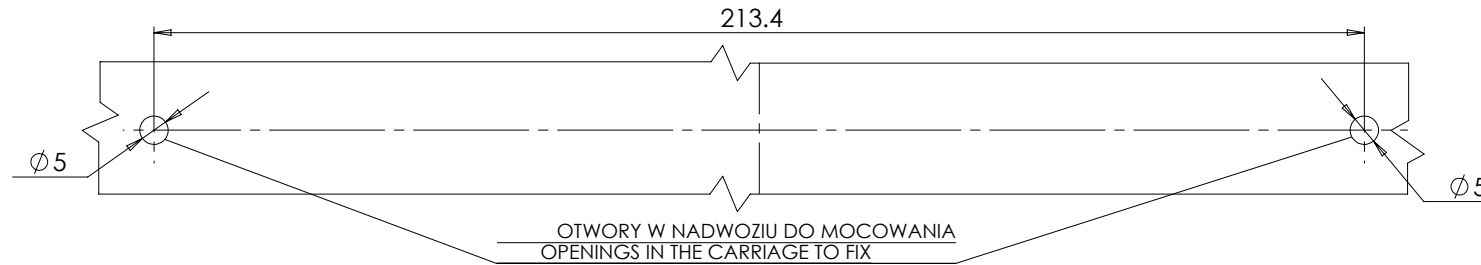 213.4
∅5
∅5
OTWORY W NADWOZIU DO MOCOWANIA
OPENINGS IN THE CARRIAGE TO FIX